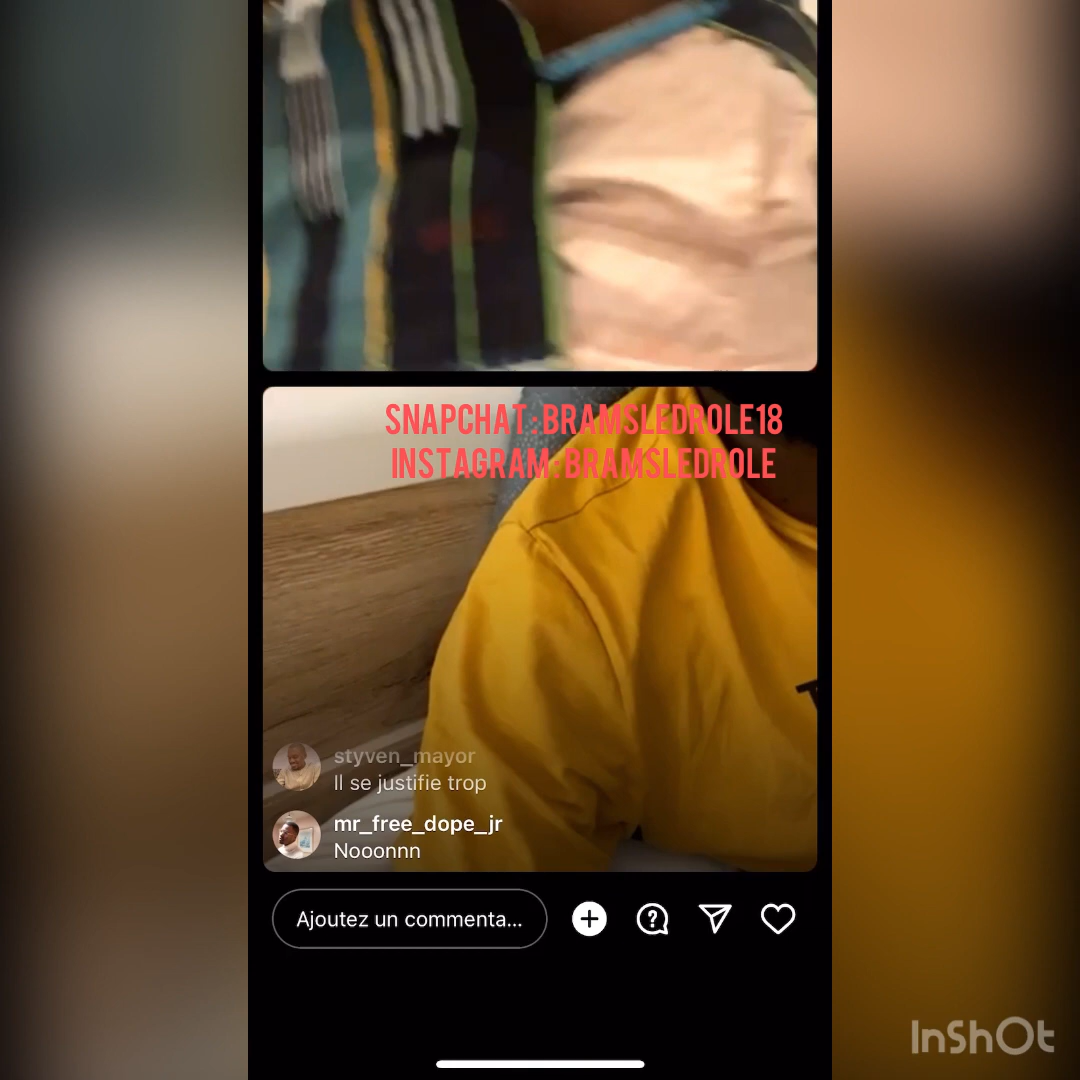 SNAPCHAT : BRAMSLEDROLE18
INSTAGRAM : BRAMSLEDROLE
styven_mayor
Il se justifie trop
mr_free_dope_jr
Nooonnn
Ajoutez un commenta...
InShOt